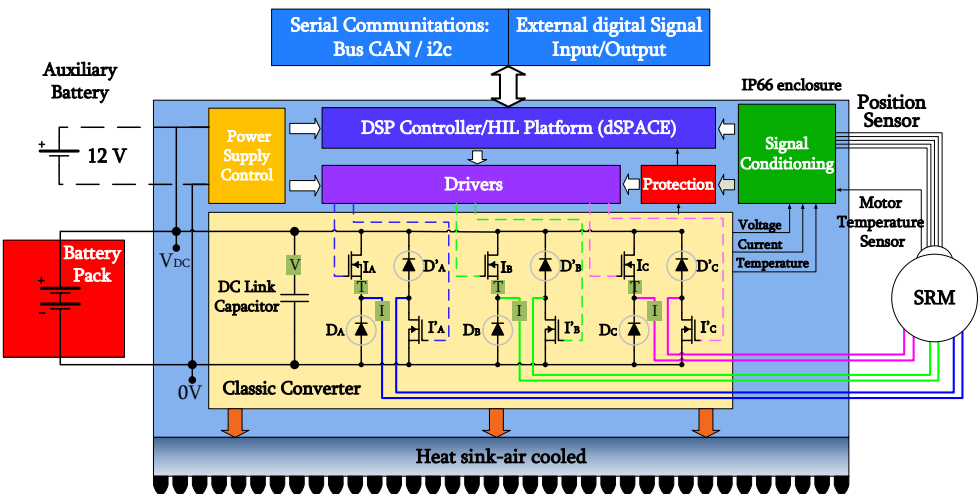 Serial Communitations:
Bus CAN / i2c
External digital Signal
Input/Output
Auxiliary
Battery
IP66 enclosure
Position
Sensor
+
12 V
Power
Supply
Control
DSP Controller/HIL Platform (dSPACE)
Signal
Conditioning
Drivers
Protection
Motor
Temperature
Sensor
Voltage
Current
Temperature
Battery
Pack
+
-
VDC
V
DC Link
Capacitor
IA
D'A
IB
D'B
IC
D'C
T
T
T
I
I
I
DA
I'A
DB
I'B
DC
I'C
SRM
0V
Classic Converter
Heat sink-air cooled